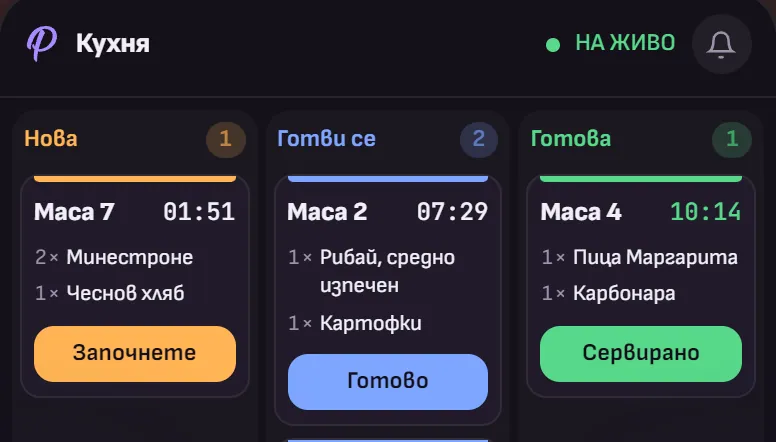 Кухня
НА ЖИВО
Нова 1
Маса 7 01:51
2× Минестроне
1× Чеснов хляб
Започнете
Готви се 2
Маса 2 07:29
1× Рибай, средно
изпечен
1× Картофки
Готово
Готова 1
Маса 4 10:14
1× Пица Маргарита
1× Карбонара
Сервирано